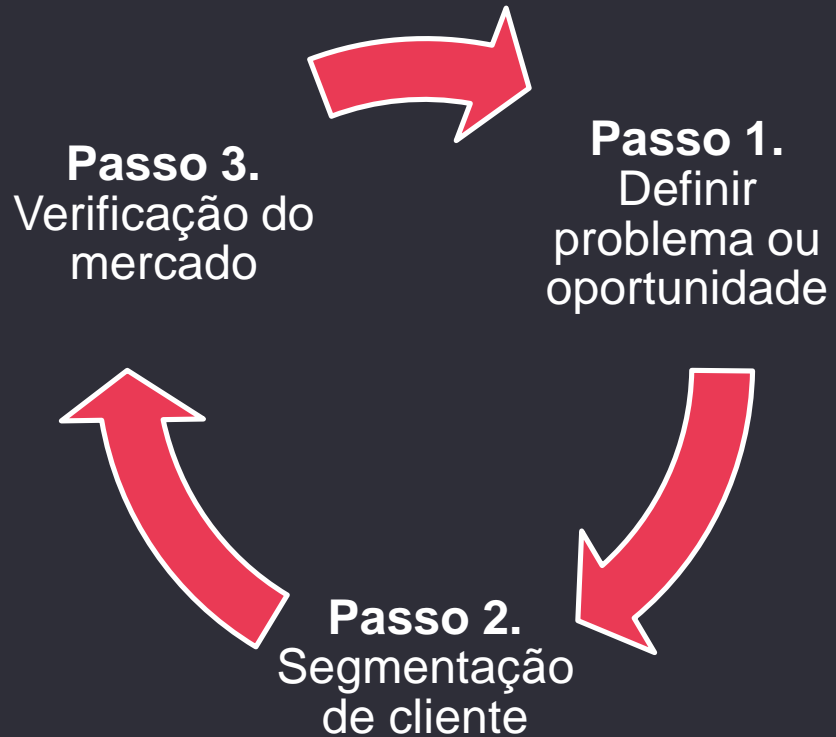 Passo 1.
Definir
problema ou
oportunidade
Passo 2.
Segmentação
de cliente
Passo 3.
Verificação do
mercado